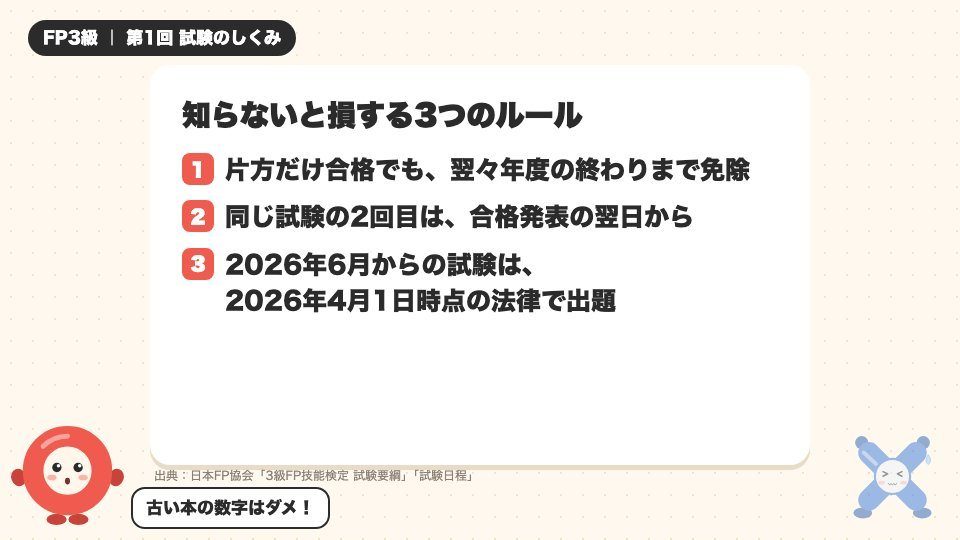 FP3級 | 第1回 試験のしくみ
知らないと損する3つのルール
1 片方だけ合格でも、翌々年度の終わりまで免除
2 同じ試験の2回目は、合格発表の翌日から
3 2026年6月からの試験は、
2026年4月1日時点の法律で出題
出典：日本FP協会「3級FP技能検定 試験要綱」「試験日程」
古い本の数字はダメ！